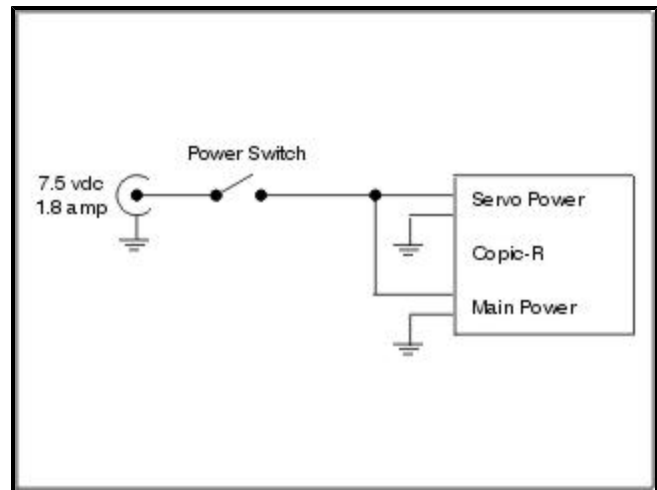 Power Switch
7.5 vdc
1.8 amp
Servo Power
Copic-R
Main Power